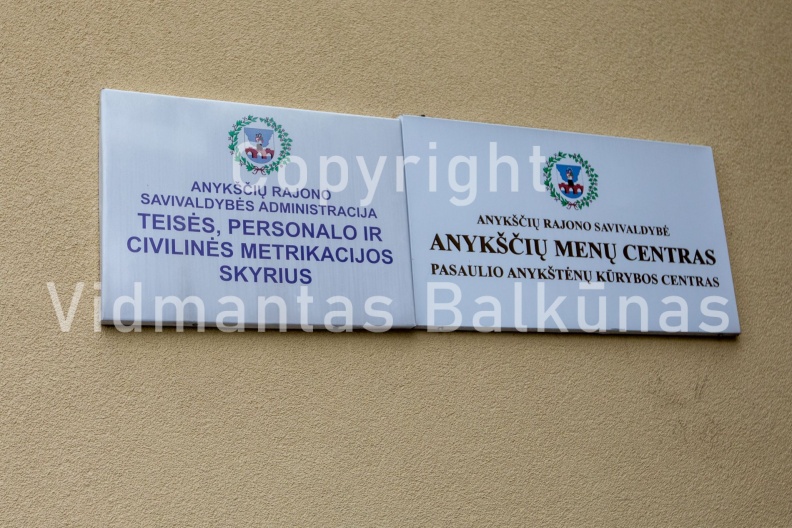 ANYKŠČIŲ RAJONO
SAVIVALDYBĖS ADMINISTRACIJA
TEISĖS, PERSONALO IR
CIVILINĖS METRIKACIJOS
SKYRIUS
ANYKŠČIŲ RAJONO SAVIVALDYBĖ
ANYKŠČIŲ MENŲ CENTRAS
PASAULIO ANYKŠTĖNŲ KŪRYBOS CENTRAS
Copyright
Vidmantas Balkūnas